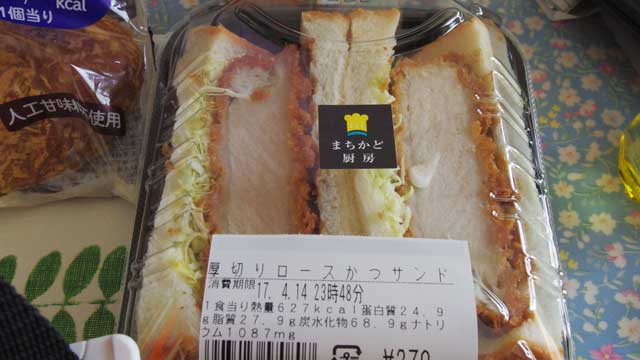 kcal
1個当り
人工甘味料不使用
まちかど
厨房
厚切りロースかつサンド
消費期限17. 4.14 23時48分
1食当り熱量627kcal蛋白質24.9
g脂質27.9g炭水化物68.9gナトリ
ウム1087mg